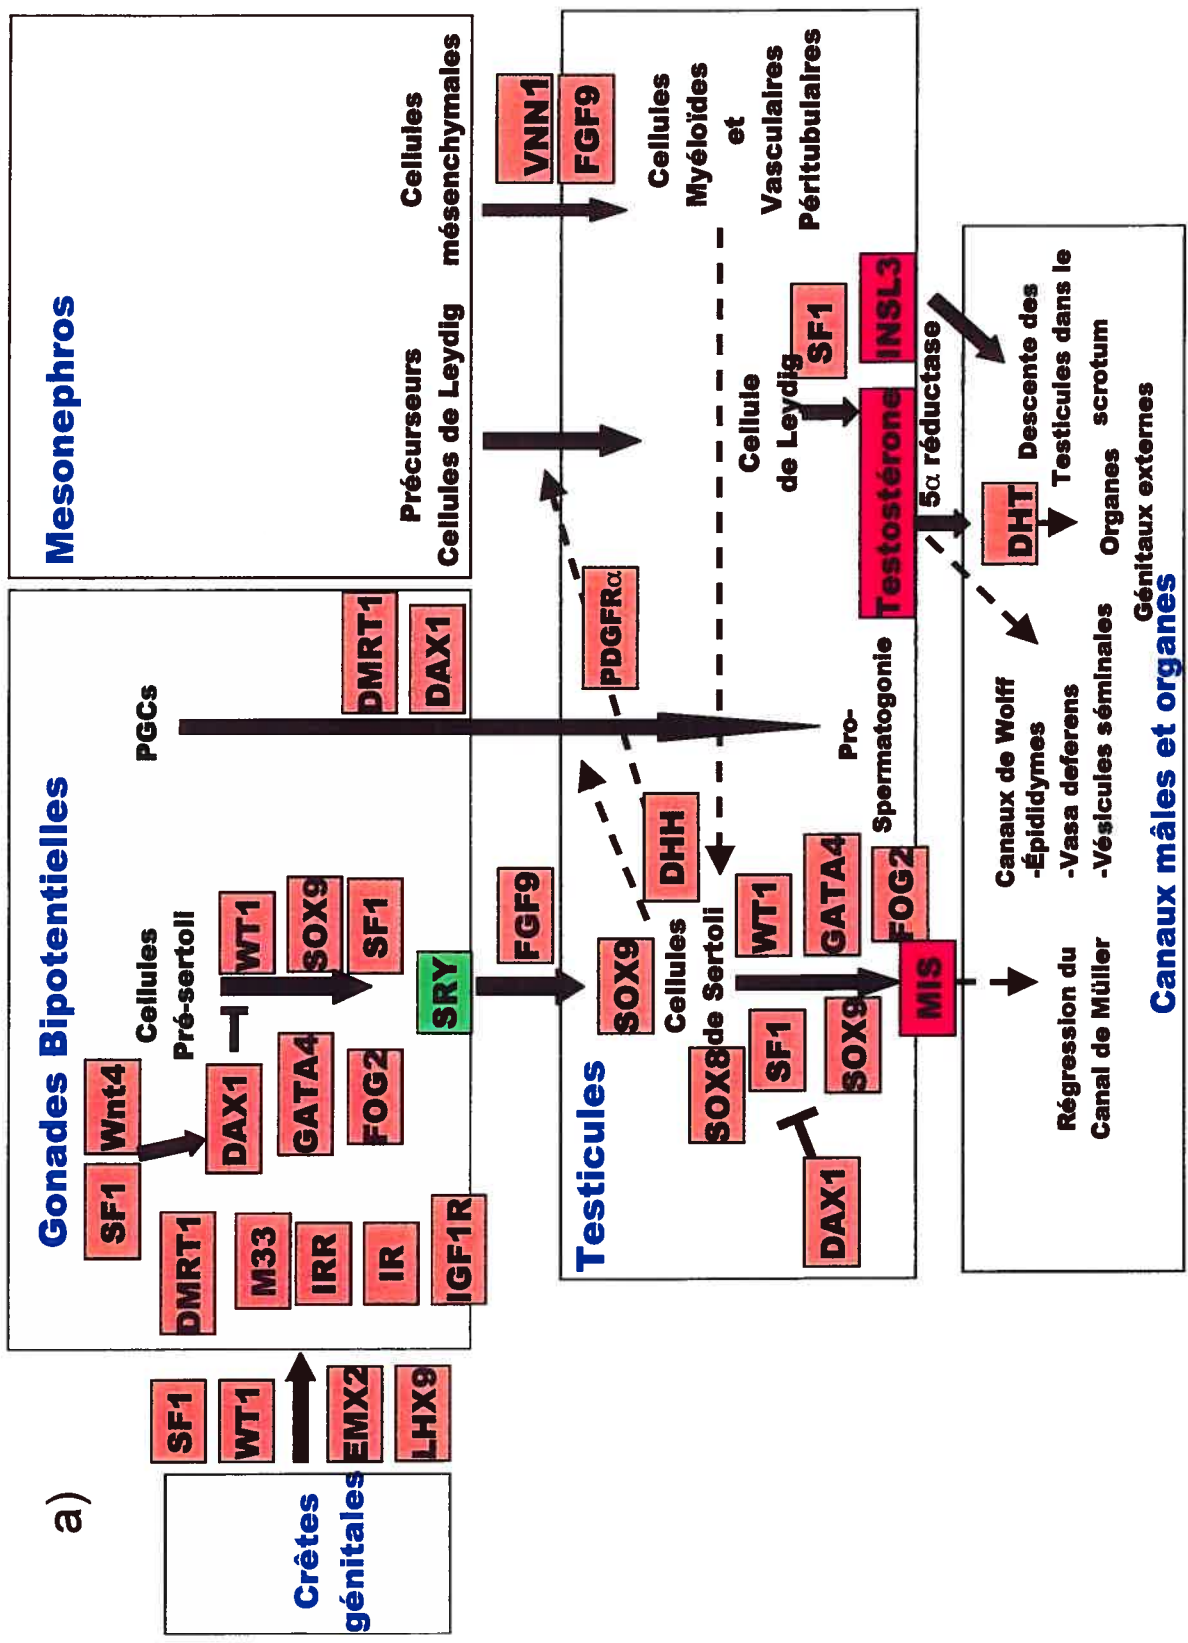 a)
Crêtes
génitales
SF1
WT1
EMX2
LHX9
Gonades Bipotentielles
SF1
Wnt4
DMRT1
M33
IRR
IR
IGF1R
DAX1
GATA4
FOG2
Cellules
Pré-sertoli
WT1
SOX9
SF1
SRY
PGCs
DMRT1
DAX1
Mesonephros
Précurseurs
Cellules de Leydig
Cellules
mésenchymales
FGF9
VNN1
FGF9
Testicules
SOX9
Cellules
de Sertoli
DHH
PDGFRα
SOX8
SF1
SOX9
DAX1
WT1
GATA4
FOG2
MIS
Pro-
Spermatogonie
Cellule
de Leydig
SF1
Testostérone
INSL3
Cellules
Myéloïdes
et
Vasculaires
Péritubulaires
5α réductase
DHT
Régression du
Canal de Müller
Canaux de Wolff
-Épididymes
-Vasa deferens
-Vésicules séminales
Organes
Génitaux externes
Descente des
Testicules dans le
scrotum
Canaux mâles et organes